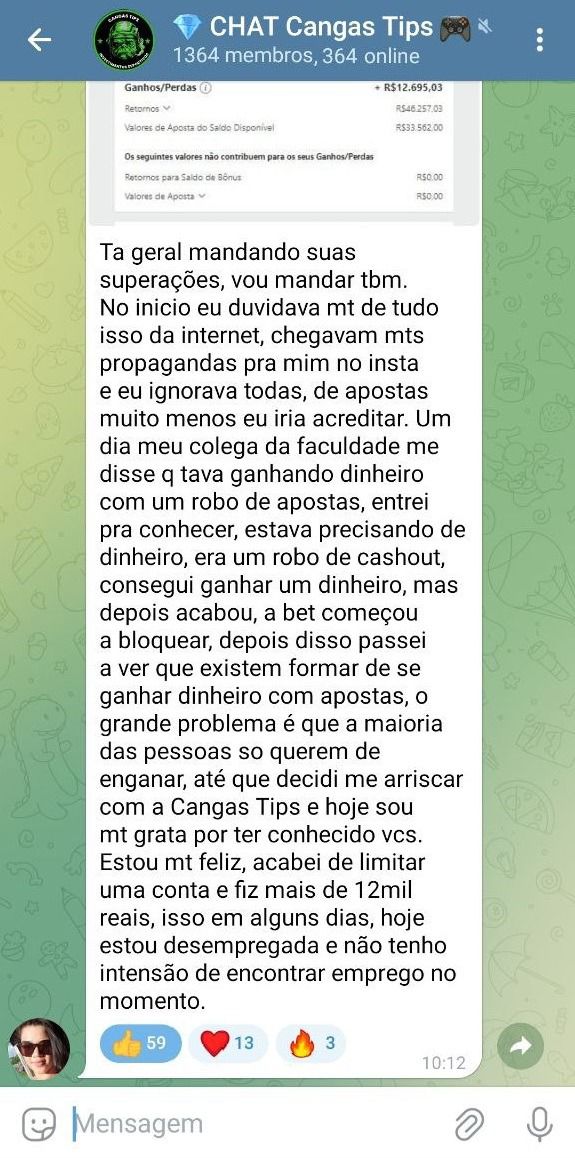 CHAT Cangas Tips
1364 membros, 364 online
CANGAS TIPS
Ganhos/Perdas + R$12.695,03
Retornos R$46.257,03
Valores de Aposta do Saldo Disponível R$33.562,00
Os seguintes valores não contribuem para os seus Ganhos/Perdas
Retornos para Saldo de Bônus R$0,00
Valores de Aposta R$0,00
Ta geral mandando suas
superações, vou mandar tbm.
No inicio eu duvidava mt de tudo
isso da internet, chegavam mts
propagandas pra mim no insta
e eu ignorava todas, de apostas
muito menos eu iria acreditar. Um
dia meu colega da faculdade me
disse q tava ganhando dinheiro
com um robo de apostas, entrei
pra conhecer, estava precisando de
dinheiro, era um robo de cashout,
consegui ganhar um dinheiro, mas
depois acabou, a bet começou
a bloquear, depois disso passei
a ver que existem formar de se
ganhar dinheiro com apostas, o
grande problema é que a maioria
das pessoas so querem de
enganar, até que decidi me arriscar
com a Cangas Tips e hoje sou
mt grata por ter conhecido vcs.
Estou mt feliz, acabei de limitar
uma conta e fiz mais de 12mil
reais, isso em alguns dias, hoje
estou desempregada e não tenho
intensão de encontrar emprego no
momento.
59 13 3
10:12
Mensagem